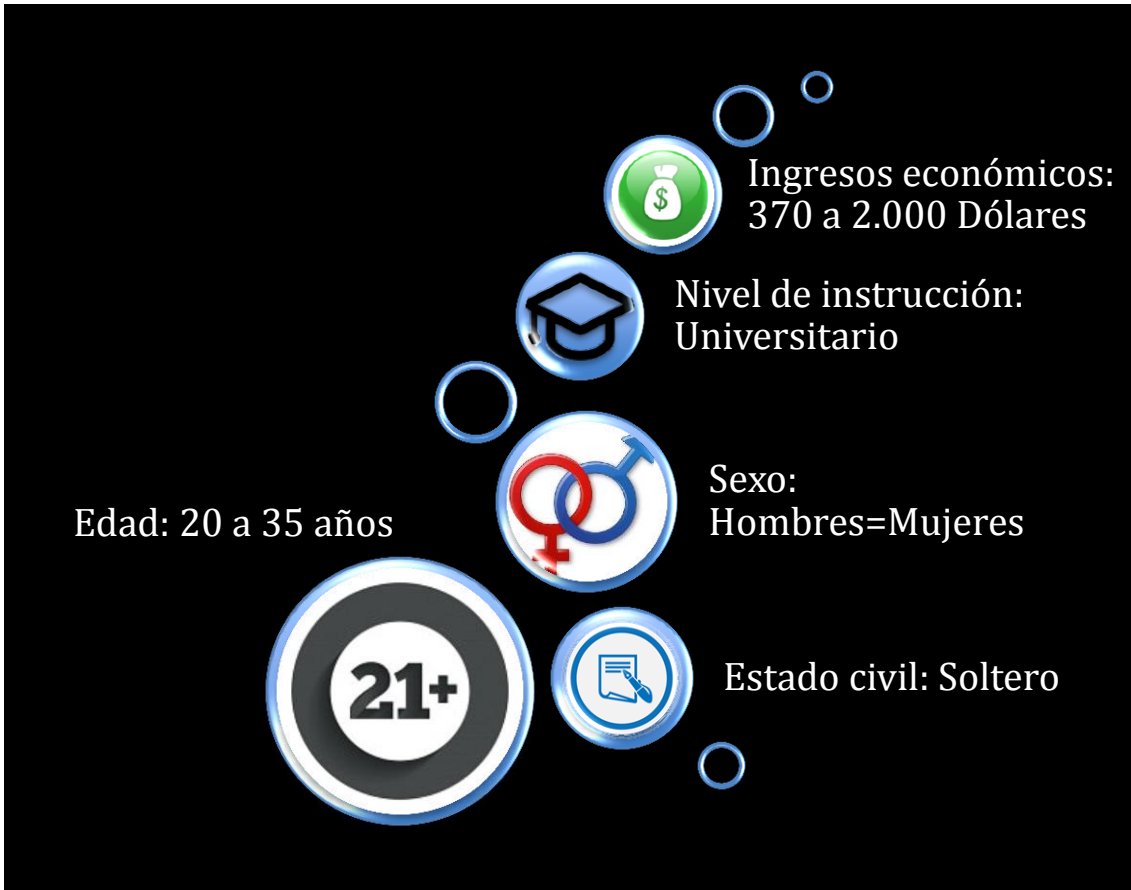 Ingresos económicos:
370 a 2.000 Dólares
$
Nivel de instrucción:
Universitario
Sexo:
Hombres=Mujeres
Edad: 20 a 35 años
21+
Estado civil: Soltero